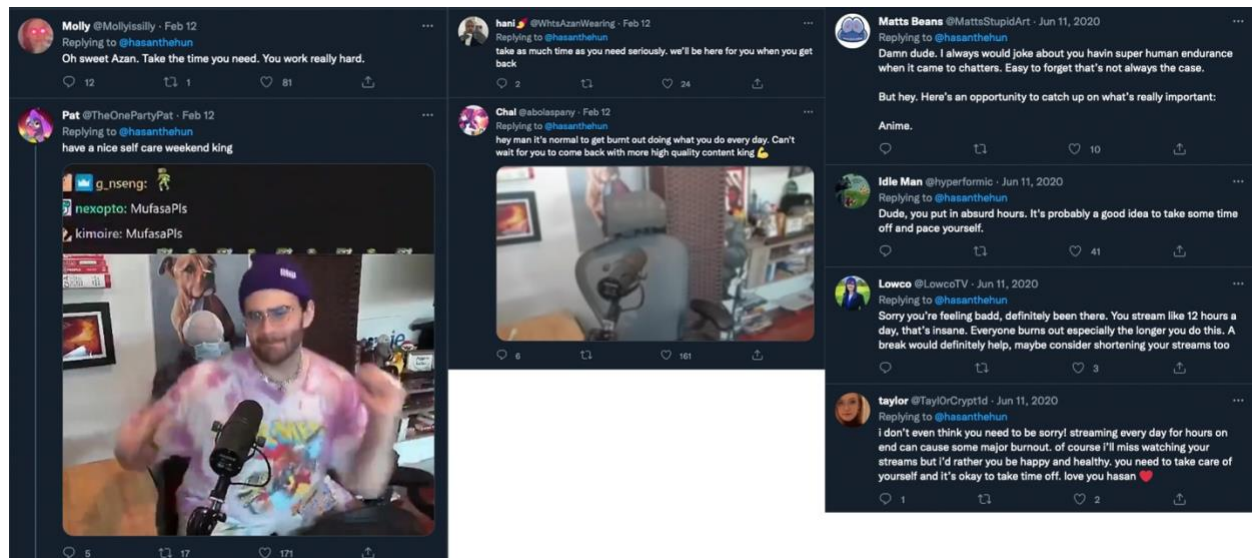 Molly @Mollyissilly · Feb 12
Replying to @hasanthehun
Oh sweet Azan. Take the time you need. You work really hard.
12 1 81
Pat @TheOnePartyPat · Feb 12
Replying to @hasanthehun
have a nice self care weekend king
g_nseng:
nexopto: MufasaPls
kimoire: MufasaPls
5 17 171
hani @WhtsAzanWearing · Feb 12
Replying to @hasanthehun
take as much time as you need seriously. we'll be here for you when you get
back
2 24
Chal @abolaspany · Feb 12
Replying to @hasanthehun
hey man it's normal to get burnt out doing what you do every day. Can't
wait for you to come back with more high quality content king 💪
6 161
Matts Beans @MattsStupidArt · Jun 11, 2020
Replying to @hasanthehun
Damn dude. I always would joke about you havin super human endurance
when it came to chatters. Easy to forget that's not always the case.
But hey. Here's an opportunity to catch up on what's really important:
Anime.
10
Idle Man @hyperformic · Jun 11, 2020
Replying to @hasanthehun
Dude, you put in absurd hours. It's probably a good idea to take some time
off and pace yourself.
41
Lowco @LowcoTV · Jun 11, 2020
Replying to @hasanthehun
Sorry you're feeling badd, definitely been there. You stream like 12 hours a
day, that's insane. Everyone burns out especially the longer you do this. A
break would definitely help, maybe consider shortening your streams too
3
taylor @Tayl0rCrypt1d · Jun 11, 2020
Replying to @hasanthehun
i don't even think you need to be sorry! streaming every day for hours on
end can cause some major burnout. of course i'll miss watching your
streams but i'd rather you be happy and healthy. you need to take care of
yourself and it's okay to take time off. love you hasan ❤️
1 2